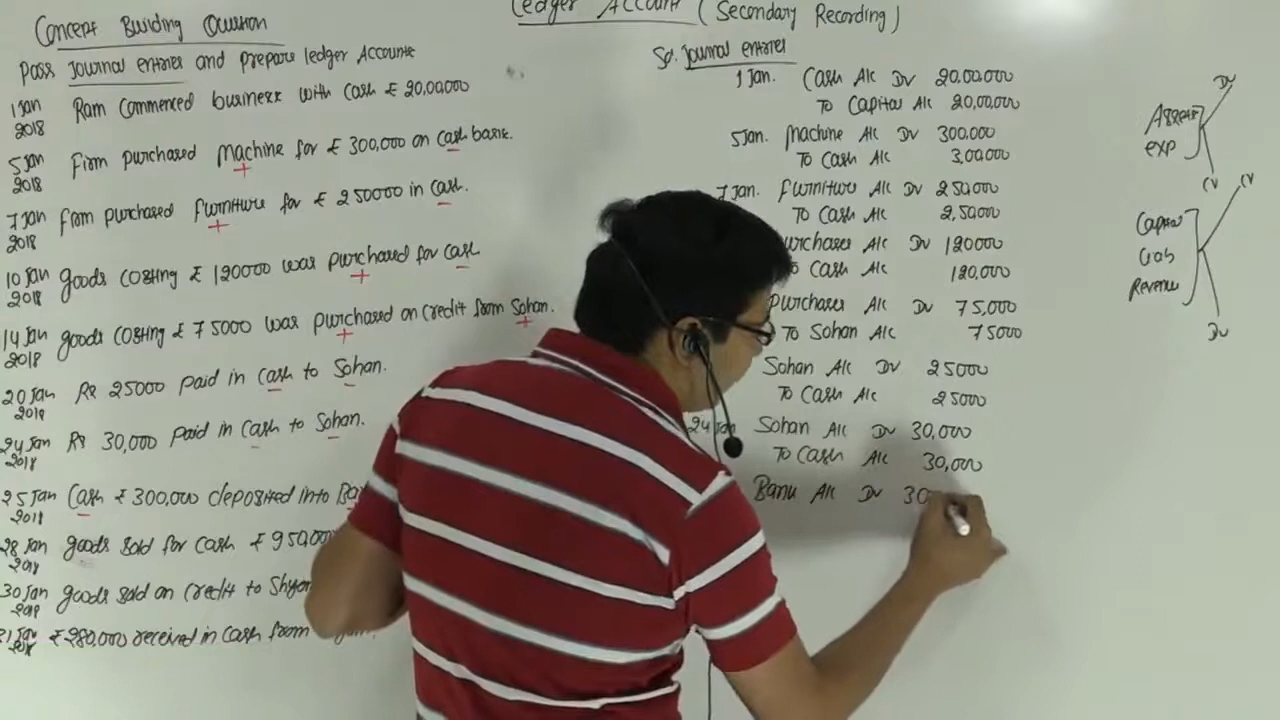 Concept Building Question
Pass Journal entries and prepare ledger Accounts
1 Jan 2018 Ram Commenced business with Cash ₹ 20,00,000
5 Jan 2018 Firm purchased Machine for ₹ 300,000 on cash basis.
7 Jan 2018 firm purchased furniture for ₹ 250000 in cash.
10 Jan 2018 goods costing ₹ 120000 was purchased for cash
14 Jan 2018 goods costing ₹ 75000 was purchased on credit from Sohan.
20 Jan 2018 Rs 25000 paid in cash to Sohan.
24 Jan 2018 Rs 30,000 paid in cash to Sohan.
25 Jan 2018 Cash ₹ 300,000 deposited into
28 Jan 2018 goods sold for cash ₹
30 Jan 2018 goods sold on credit to
31 Jan 2018 ₹ 280,000 received in cash from
Ledger Account (Secondary Recording)
Sol. Journal entries
1 Jan. Cash A/c Dr 20,00,000
To Capital A/c 20,00,000
5 Jan. Machine A/c Dr 300,000
To Cash A/c 3,00,000
7 Jan. furniture A/c Dr 250,000
To Cash A/c 2,50,000
Dr 120000
Cash A/c 120,000
Purchases A/c Dr 75,000
To Sohan A/c 75000
Sohan A/c Dr 25000
To Cash A/c 25000
24 Jan Sohan A/c Dr 30,000
To Cash A/c 30,000
Bank A/c Dr 30
Dr
Assets
exp
Cr
Cr
Capital
Liab
Revenue
Dr